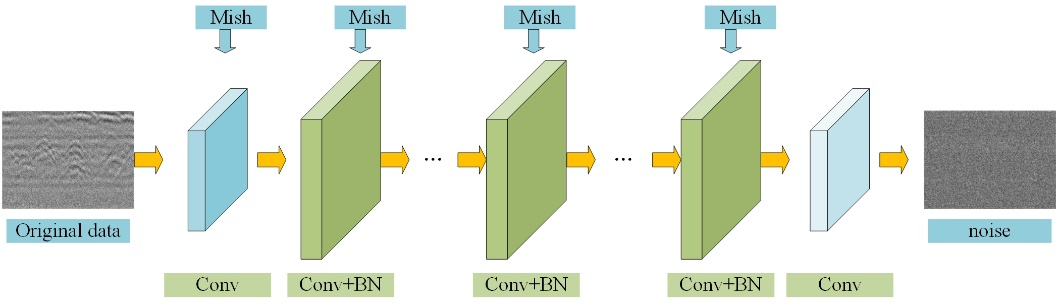 Mish Mish Mish Mish
... ...
Original data noise
Conv Conv+BN Conv+BN Conv+BN Conv